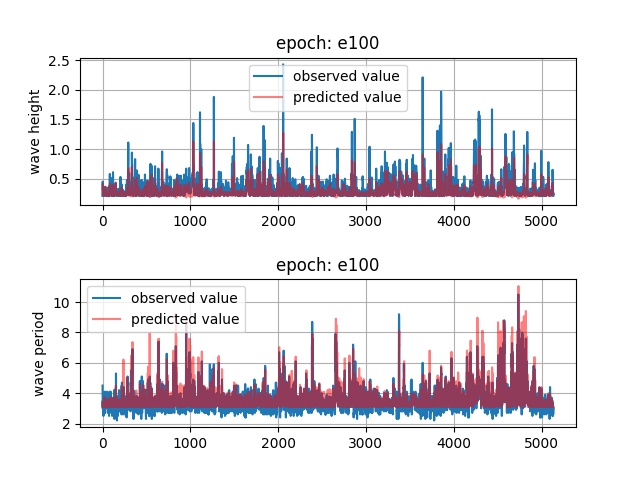 epoch: e100
wave height
2.5
2.0
1.5
1.0
0.5
observed value
predicted value
0 1000 2000 3000 4000 5000
epoch: e100
wave period
10
8
6
4
2
observed value
predicted value
0 1000 2000 3000 4000 5000